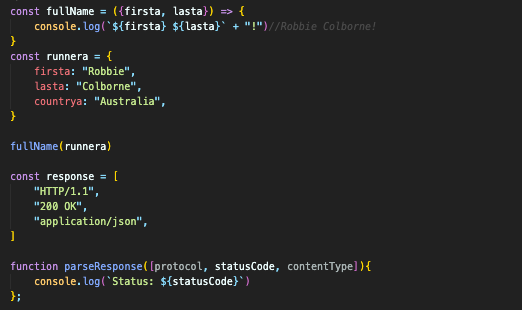 const fullName = ({firsta, lasta}) => {
console.log(`${firsta} ${lasta}` + "!")//Robbie Colborne!
}
const runnera = {
firsta: "Robbie",
lasta: "Colborne",
countrya: "Australia",
}
fullName(runnera)
const response = [
"HTTP/1.1",
"200 OK",
"application/json",
]
function parseResponse([protocol, statusCode, contentType]){
console.log(`Status: ${statusCode}`)
};